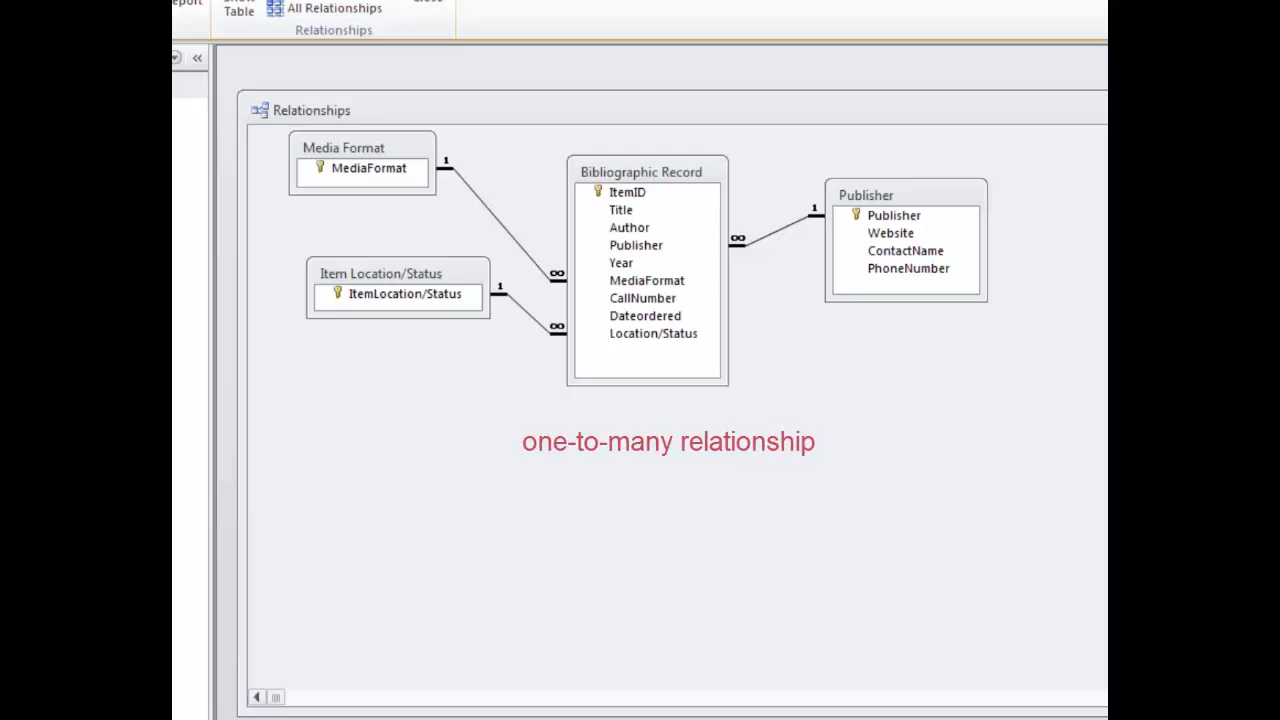 Table
All Relationships
Relationships
Relationships
Media Format
MediaFormat
1
∞
Item Location/Status
ItemLocation/Status
1
∞
Bibliographic Record
ItemID
Title
Author
Publisher
Year
MediaFormat
CallNumber
Dateordered
Location/Status
∞
1
Publisher
Publisher
Website
ContactName
PhoneNumber
one-to-many relationship